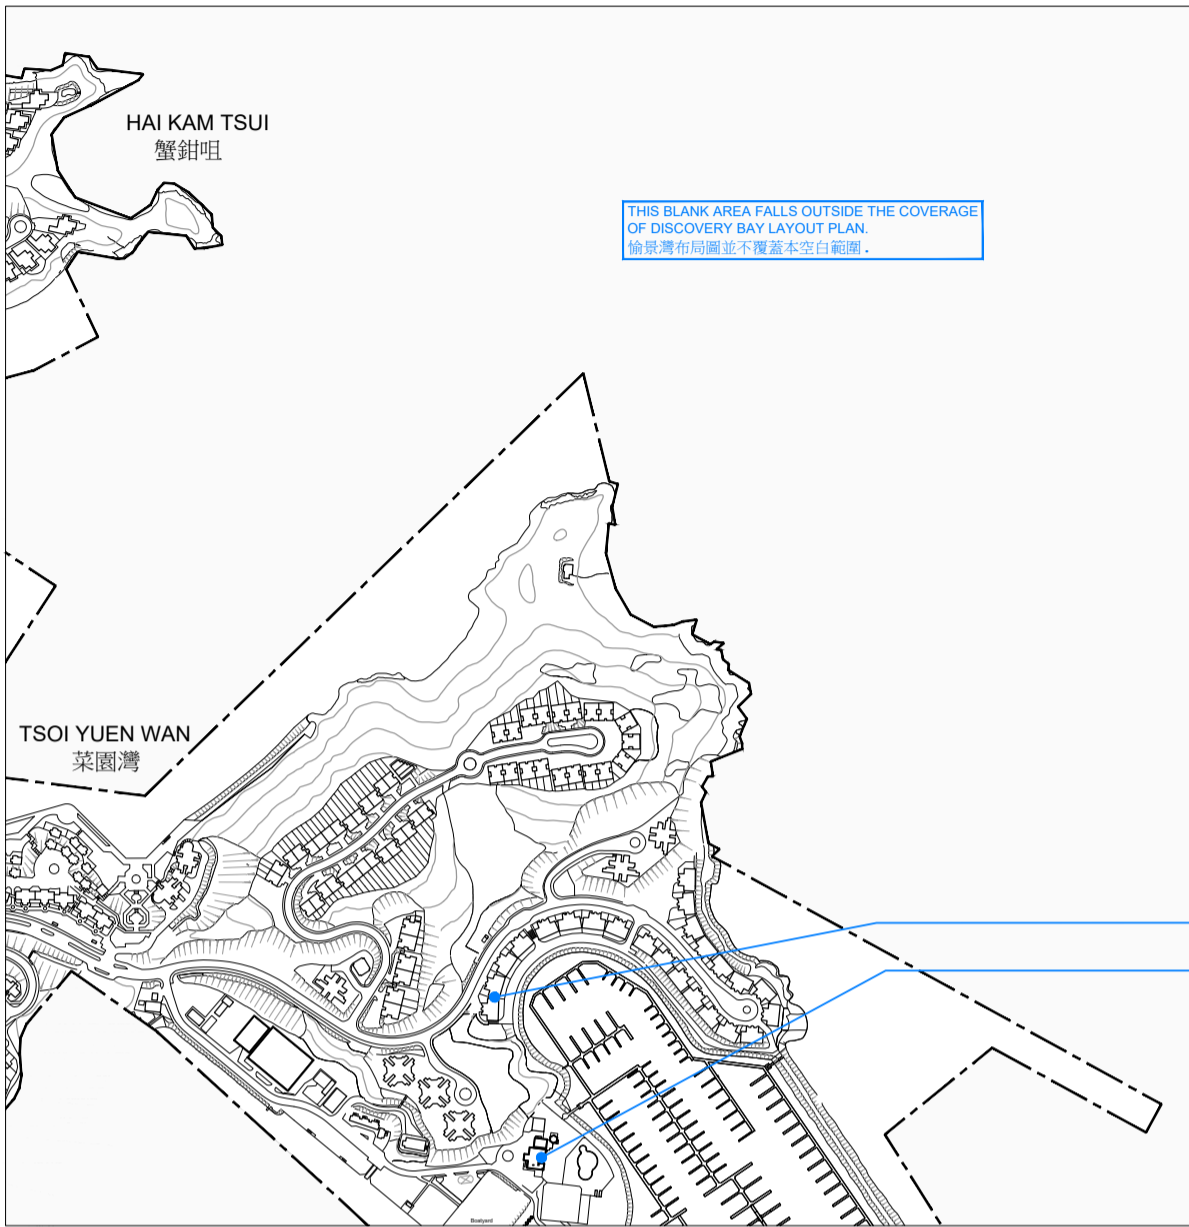 HAI KAM TSUI
蟹鉗咀
THIS BLANK AREA FALLS OUTSIDE THE COVERAGE
OF DISCOVERY BAY LAYOUT PLAN.
愉景灣布局圖並不覆蓋本空白範圍.
TSOI YUEN WAN
菜園灣
Boatyard